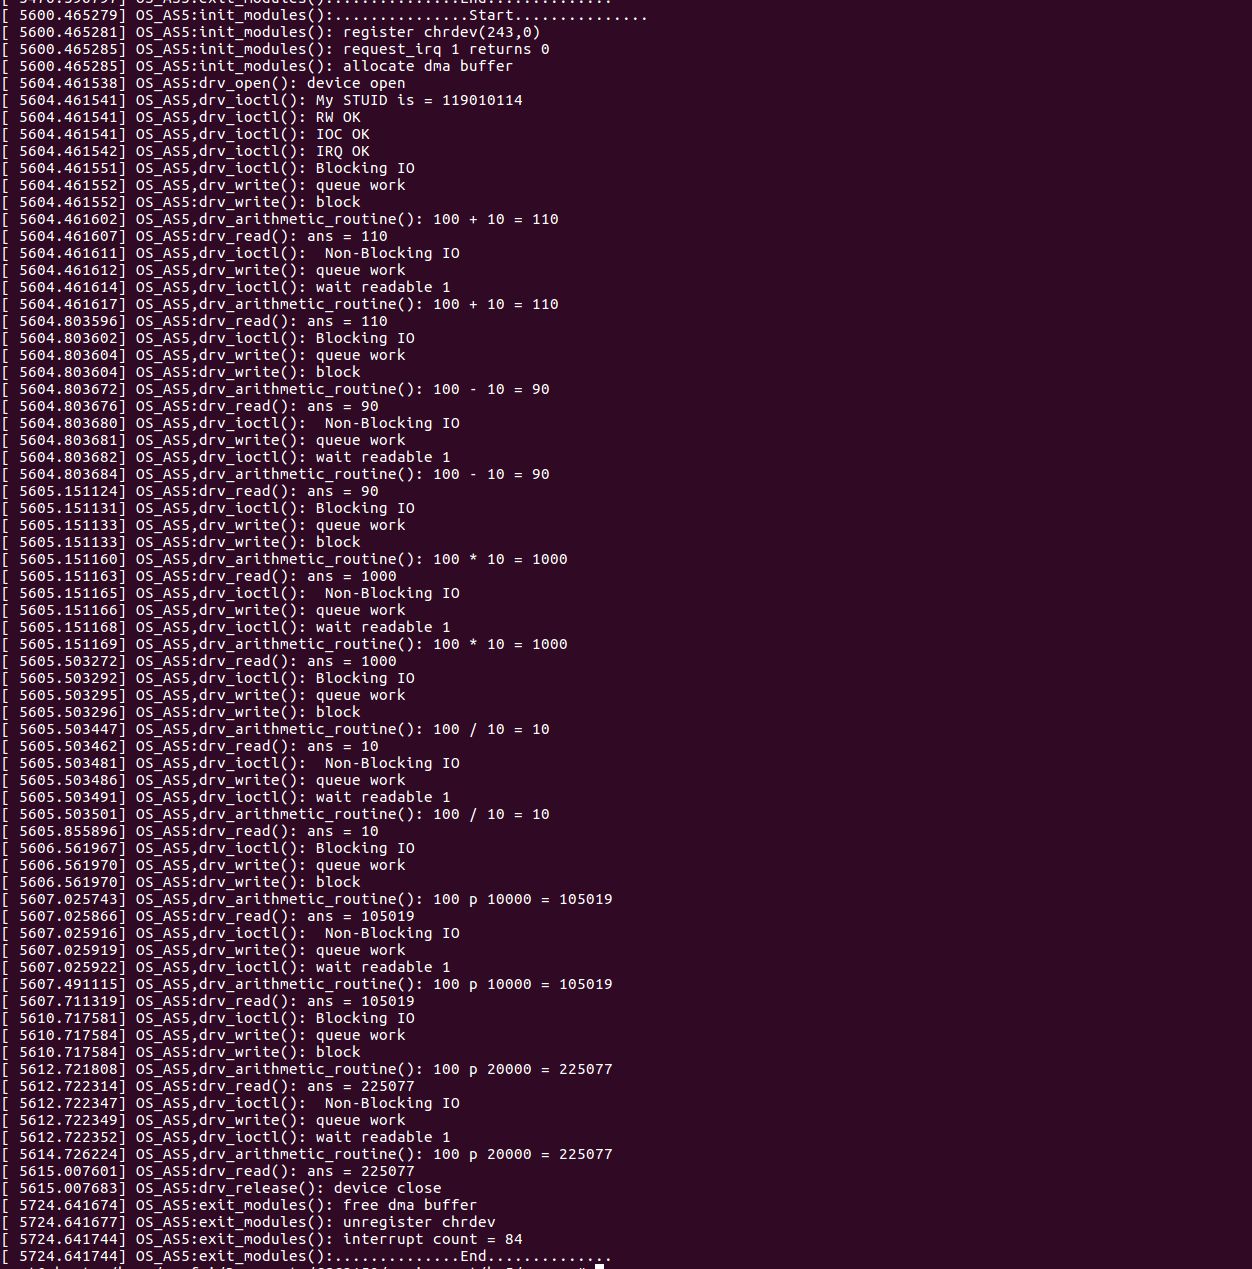 OS_AS5:exit_modules():..............End..............
[ 5600.465279] OS_AS5:init_modules():...............Start...............
[ 5600.465281] OS_AS5:init_modules(): register chrdev(243,0)
[ 5600.465285] OS_AS5:init_modules(): request_irq 1 returns 0
[ 5600.465285] OS_AS5:init_modules(): allocate dma buffer
[ 5604.461538] OS_AS5:drv_open(): device open
[ 5604.461541] OS_AS5,drv_ioctl(): My STUID is = 119010114
[ 5604.461541] OS_AS5,drv_ioctl(): RW OK
[ 5604.461541] OS_AS5,drv_ioctl(): IOC OK
[ 5604.461542] OS_AS5,drv_ioctl(): IRQ OK
[ 5604.461551] OS_AS5,drv_ioctl(): Blocking IO
[ 5604.461552] OS_AS5,drv_write(): queue work
[ 5604.461552] OS_AS5:drv_write(): block
[ 5604.461602] OS_AS5,drv_arithmetic_routine(): 100 + 10 = 110
[ 5604.461607] OS_AS5:drv_read(): ans = 110
[ 5604.461611] OS_AS5,drv_ioctl():  Non-Blocking IO
[ 5604.461612] OS_AS5,drv_write(): queue work
[ 5604.461614] OS_AS5,drv_ioctl(): wait readable 1
[ 5604.461617] OS_AS5,drv_arithmetic_routine(): 100 + 10 = 110
[ 5604.803596] OS_AS5:drv_read(): ans = 110
[ 5604.803602] OS_AS5,drv_ioctl(): Blocking IO
[ 5604.803604] OS_AS5,drv_write(): queue work
[ 5604.803604] OS_AS5:drv_write(): block
[ 5604.803672] OS_AS5,drv_arithmetic_routine(): 100 - 10 = 90
[ 5604.803676] OS_AS5:drv_read(): ans = 90
[ 5604.803680] OS_AS5,drv_ioctl():  Non-Blocking IO
[ 5604.803681] OS_AS5,drv_write(): queue work
[ 5604.803682] OS_AS5,drv_ioctl(): wait readable 1
[ 5604.803684] OS_AS5,drv_arithmetic_routine(): 100 - 10 = 90
[ 5605.151124] OS_AS5:drv_read(): ans = 90
[ 5605.151131] OS_AS5,drv_ioctl(): Blocking IO
[ 5605.151133] OS_AS5,drv_write(): queue work
[ 5605.151133] OS_AS5:drv_write(): block
[ 5605.151160] OS_AS5,drv_arithmetic_routine(): 100 * 10 = 1000
[ 5605.151163] OS_AS5:drv_read(): ans = 1000
[ 5605.151165] OS_AS5,drv_ioctl():  Non-Blocking IO
[ 5605.151166] OS_AS5,drv_write(): queue work
[ 5605.151168] OS_AS5,drv_ioctl(): wait readable 1
[ 5605.151169] OS_AS5,drv_arithmetic_routine(): 100 * 10 = 1000
[ 5605.503272] OS_AS5:drv_read(): ans = 1000
[ 5605.503292] OS_AS5,drv_ioctl(): Blocking IO
[ 5605.503295] OS_AS5,drv_write(): queue work
[ 5605.503296] OS_AS5:drv_write(): block
[ 5605.503447] OS_AS5,drv_arithmetic_routine(): 100 / 10 = 10
[ 5605.503462] OS_AS5:drv_read(): ans = 10
[ 5605.503481] OS_AS5,drv_ioctl():  Non-Blocking IO
[ 5605.503486] OS_AS5,drv_write(): queue work
[ 5605.503491] OS_AS5,drv_ioctl(): wait readable 1
[ 5605.503501] OS_AS5,drv_arithmetic_routine(): 100 / 10 = 10
[ 5605.855896] OS_AS5:drv_read(): ans = 10
[ 5606.561967] OS_AS5,drv_ioctl(): Blocking IO
[ 5606.561970] OS_AS5,drv_write(): queue work
[ 5606.561970] OS_AS5:drv_write(): block
[ 5607.025743] OS_AS5,drv_arithmetic_routine(): 100 p 10000 = 105019
[ 5607.025866] OS_AS5:drv_read(): ans = 105019
[ 5607.025916] OS_AS5,drv_ioctl():  Non-Blocking IO
[ 5607.025919] OS_AS5,drv_write(): queue work
[ 5607.025922] OS_AS5,drv_ioctl(): wait readable 1
[ 5607.491115] OS_AS5,drv_arithmetic_routine(): 100 p 10000 = 105019
[ 5607.711319] OS_AS5:drv_read(): ans = 105019
[ 5610.717581] OS_AS5,drv_ioctl(): Blocking IO
[ 5610.717584] OS_AS5,drv_write(): queue work
[ 5610.717584] OS_AS5:drv_write(): block
[ 5612.721808] OS_AS5,drv_arithmetic_routine(): 100 p 20000 = 225077
[ 5612.722314] OS_AS5:drv_read(): ans = 225077
[ 5612.722347] OS_AS5,drv_ioctl():  Non-Blocking IO
[ 5612.722349] OS_AS5,drv_write(): queue work
[ 5612.722352] OS_AS5,drv_ioctl(): wait readable 1
[ 5614.726224] OS_AS5,drv_arithmetic_routine(): 100 p 20000 = 225077
[ 5615.007601] OS_AS5:drv_read(): ans = 225077
[ 5615.007683] OS_AS5:drv_release(): device close
[ 5724.641674] OS_AS5:exit_modules(): free dma buffer
[ 5724.641677] OS_AS5:exit_modules(): unregister chrdev
[ 5724.641744] OS_AS5:exit_modules(): interrupt count = 84
[ 5724.641744] OS_AS5:exit_modules():..............End..............